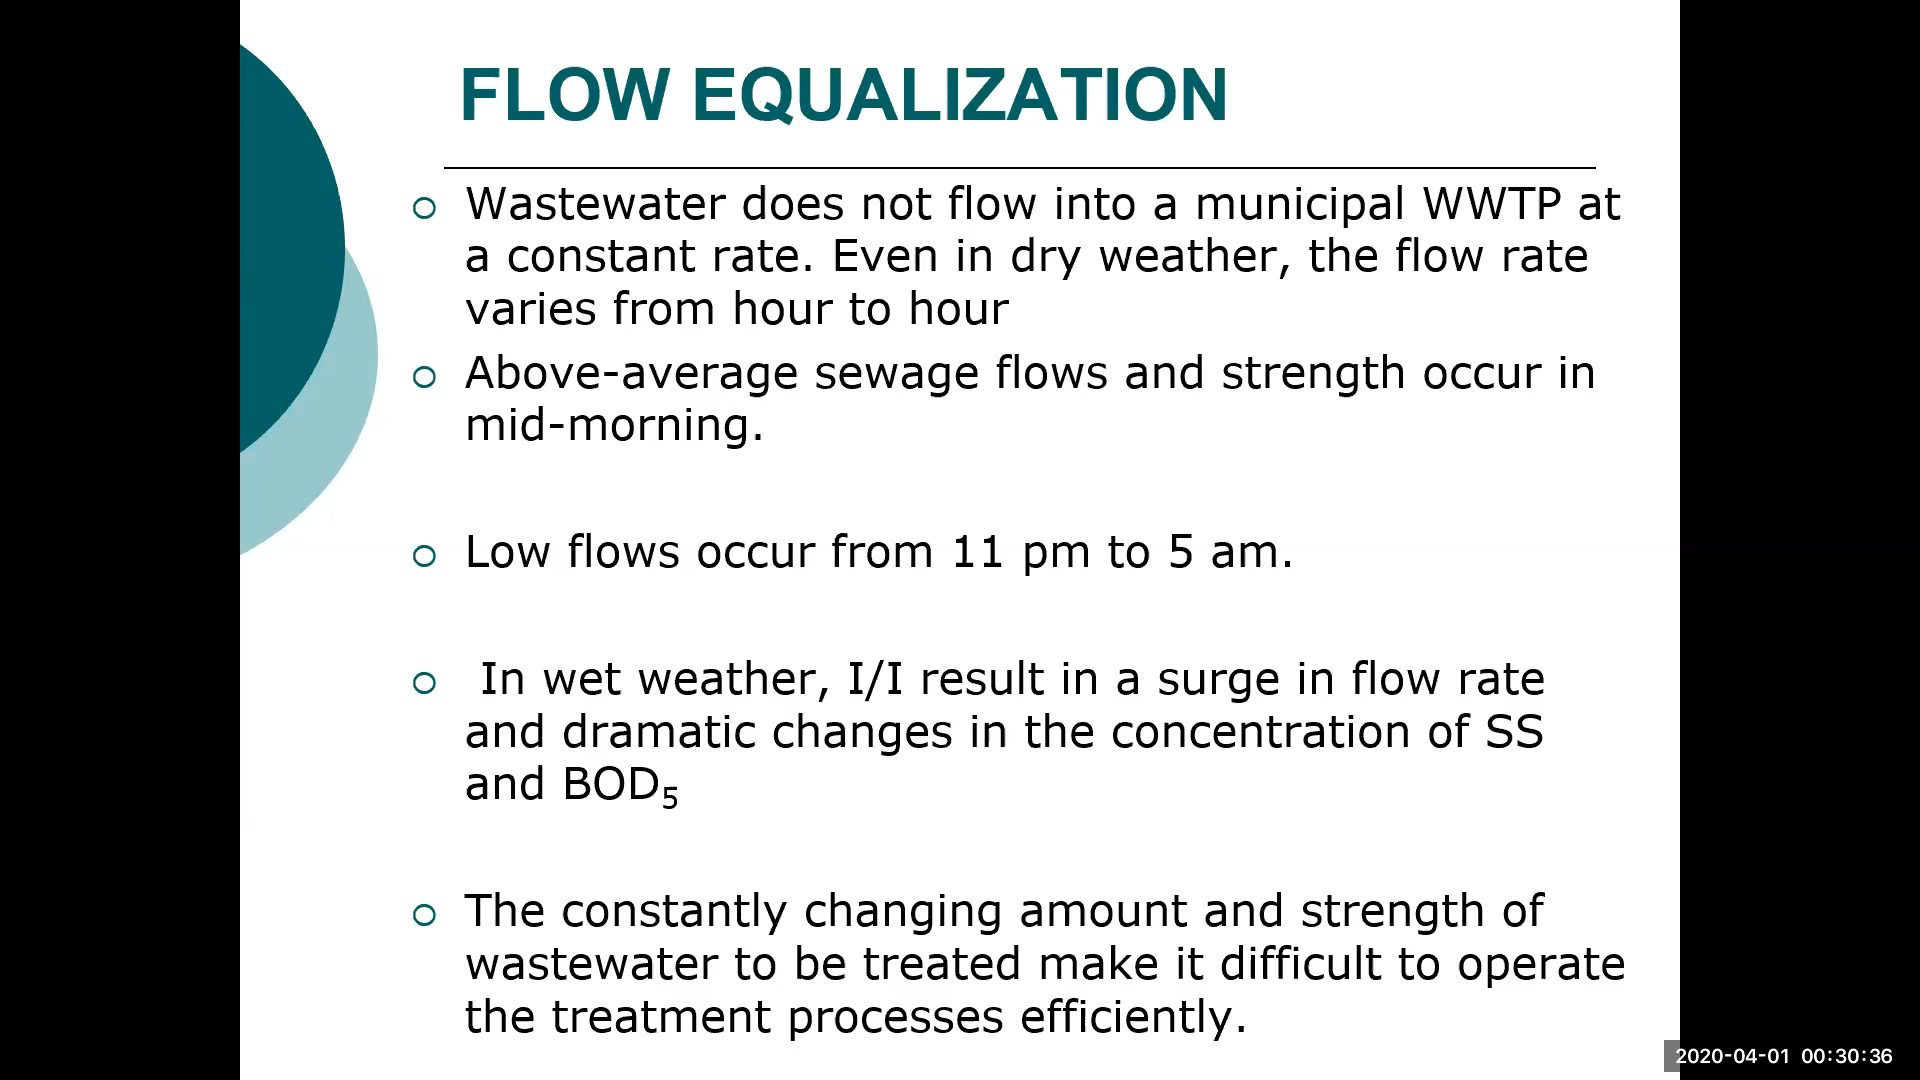 FLOW EQUALIZATION
Wastewater does not flow into a municipal WWTP at
a constant rate. Even in dry weather, the flow rate
varies from hour to hour
Above-average sewage flows and strength occur in
mid-morning.
Low flows occur from 11 pm to 5 am.
In wet weather, I/I result in a surge in flow rate
and dramatic changes in the concentration of SS
and BOD₅
The constantly changing amount and strength of
wastewater to be treated make it difficult to operate
the treatment processes efficiently.
2020-04-01 00:30:36